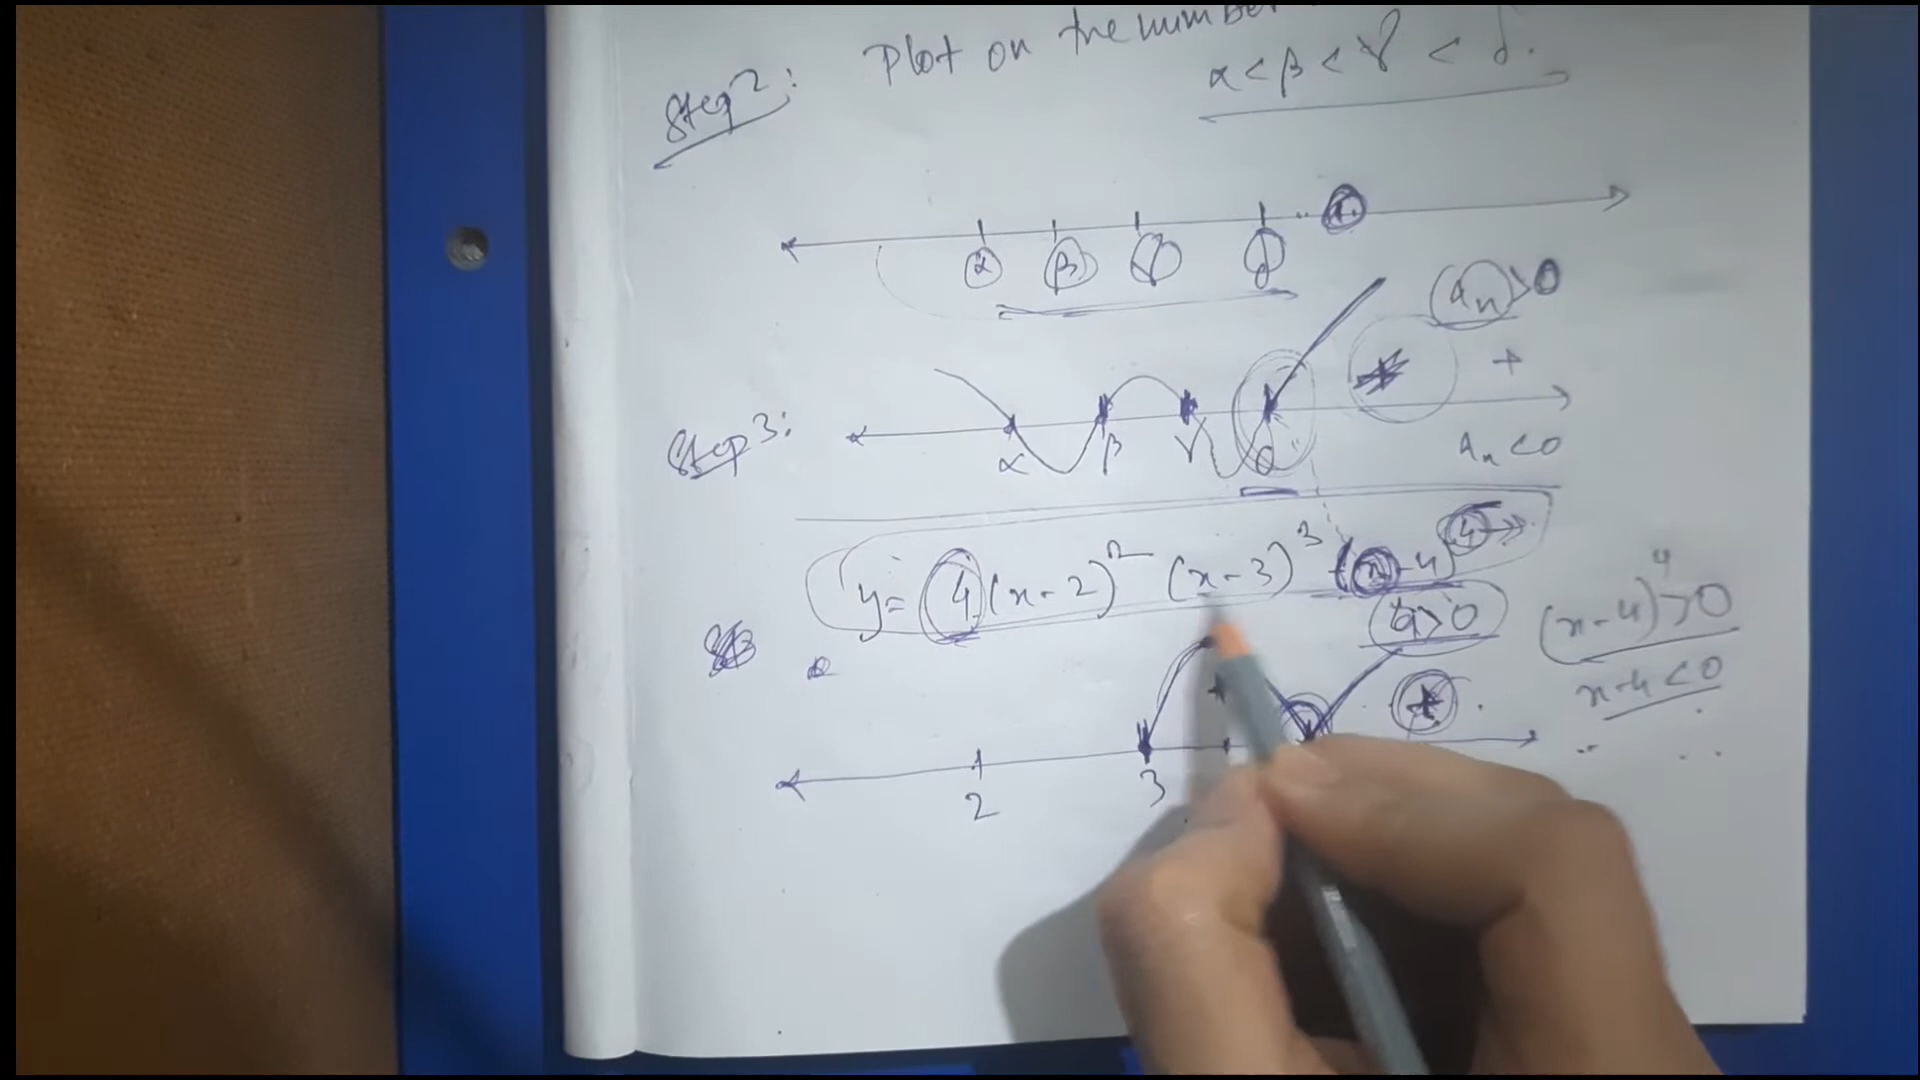 Step 2: Plot on the number
α < β < γ < δ.
α β γ δ
aₙ > 0
+
Step 3:
α β γ δ
aₙ < 0
y = 4(x-2)² (x-3)³ (x-4)⁴
a > 0
(x-4)⁴ > 0
x-4 < 0
+ +
2 3